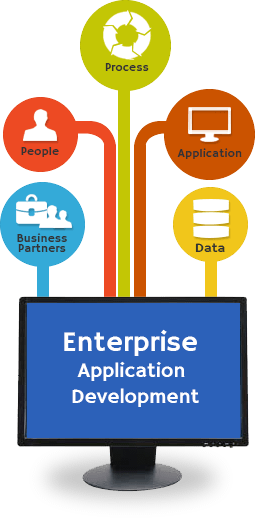 Process
People
Application
Business
Partners
Data
Enterprise
Application
Development